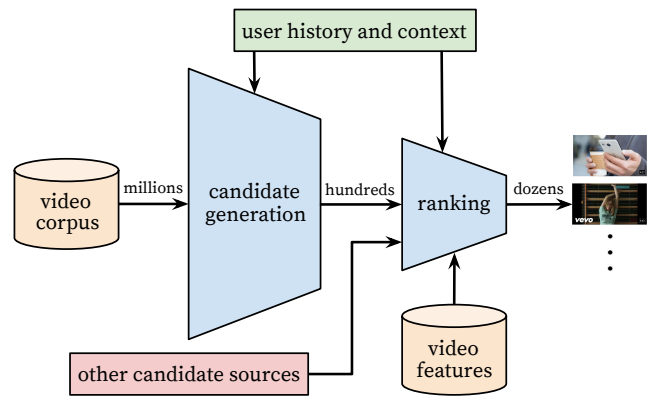 user history and context
video
corpus
millions
candidate
generation
hundreds
ranking
dozens
vevo
other candidate sources
video
features